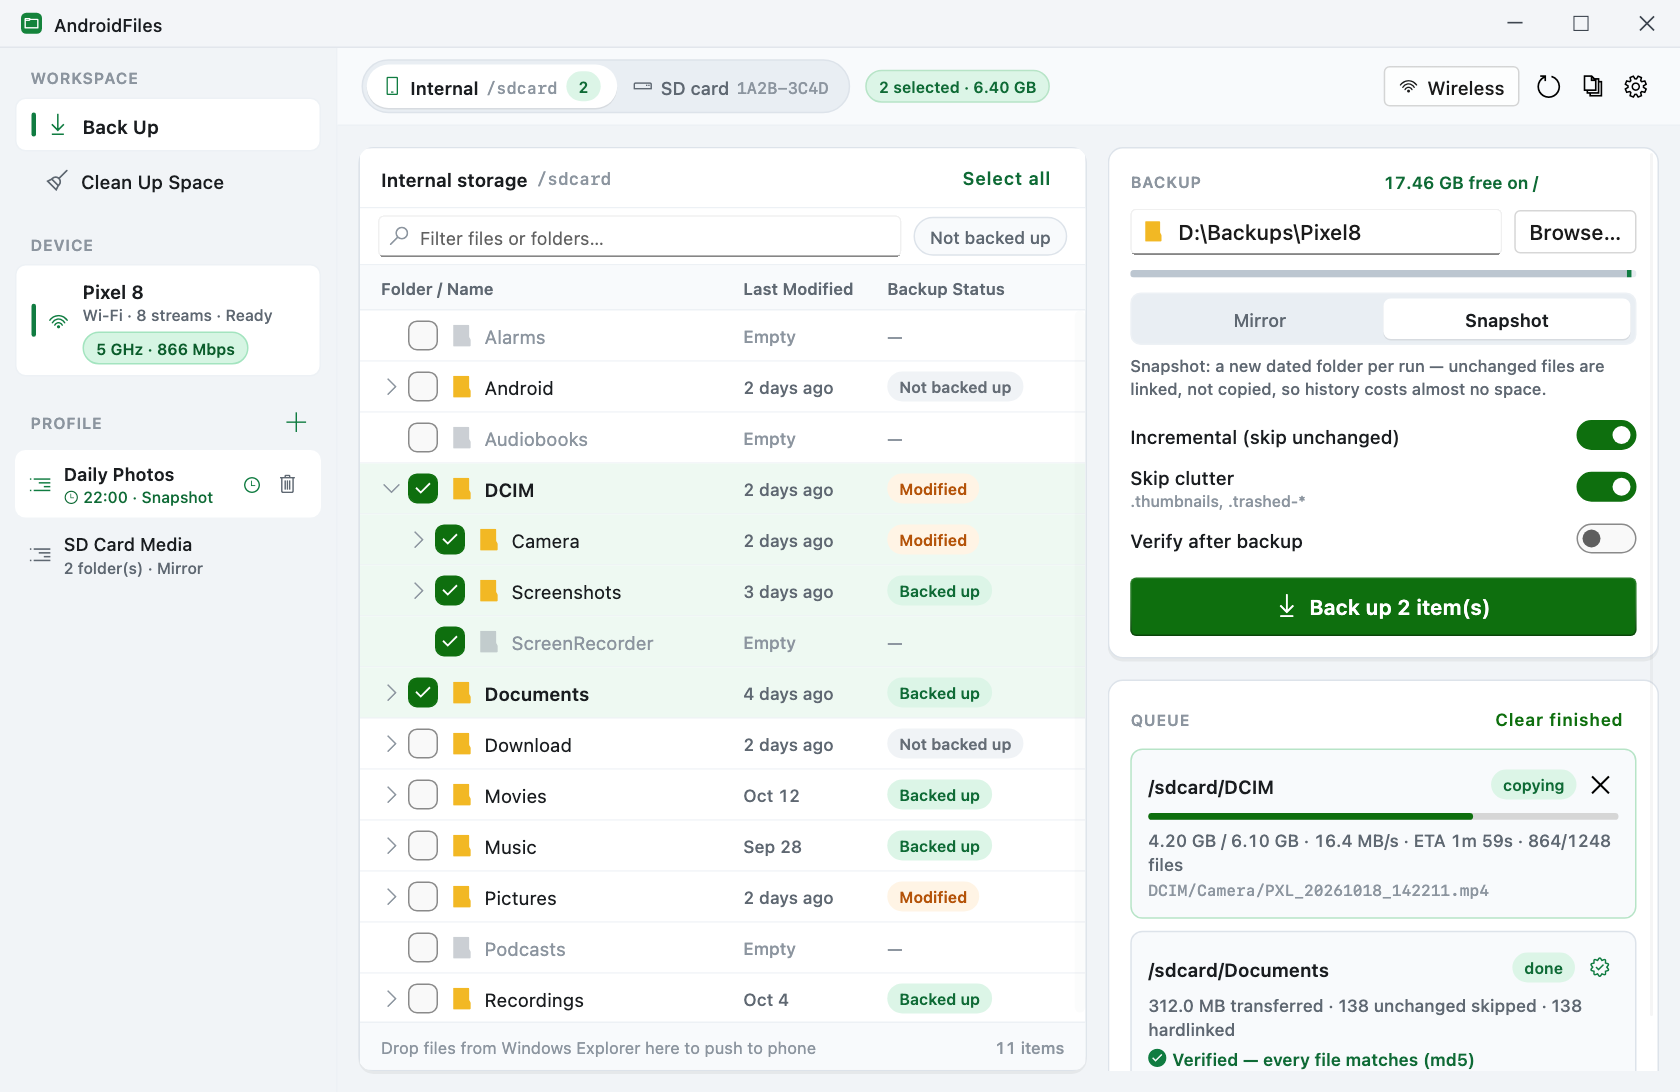 AndroidFiles
WORKSPACE
Back Up
Clean Up Space
DEVICE
Pixel 8
Wi-Fi · 8 streams · Ready
5 GHz · 866 Mbps
PROFILE
Daily Photos
22:00 · Snapshot
SD Card Media
2 folder(s) · Mirror
Internal /sdcard 2
SD card 1A2B-3C4D
2 selected · 6.40 GB
Wireless
Internal storage /sdcard
Select all
Filter files or folders...
Not backed up
Folder / Name Last Modified Backup Status
Alarms Empty —
Android 2 days ago Not backed up
Audiobooks Empty —
DCIM 2 days ago Modified
Camera 2 days ago Modified
Screenshots 3 days ago Backed up
ScreenRecorder Empty —
Documents 4 days ago Backed up
Download 2 days ago Not backed up
Movies Oct 12 Backed up
Music Sep 28 Backed up
Pictures 2 days ago Modified
Podcasts Empty —
Recordings Oct 4 Backed up
Drop files from Windows Explorer here to push to phone 11 items
BACKUP
17.46 GB free on /
D:\Backups\Pixel8
Browse...
Mirror
Snapshot
Snapshot: a new dated folder per run — unchanged files are
linked, not copied, so history costs almost no space.
Incremental (skip unchanged)
Skip clutter
.thumbnails, .trashed-*
Verify after backup
Back up 2 item(s)
QUEUE
Clear finished
/sdcard/DCIM
copying
4.20 GB / 6.10 GB · 16.4 MB/s · ETA 1m 59s · 864/1248
files
DCIM/Camera/PXL_20261018_142211.mp4
/sdcard/Documents
done
312.0 MB transferred · 138 unchanged skipped · 138
hardlinked
Verified — every file matches (md5)